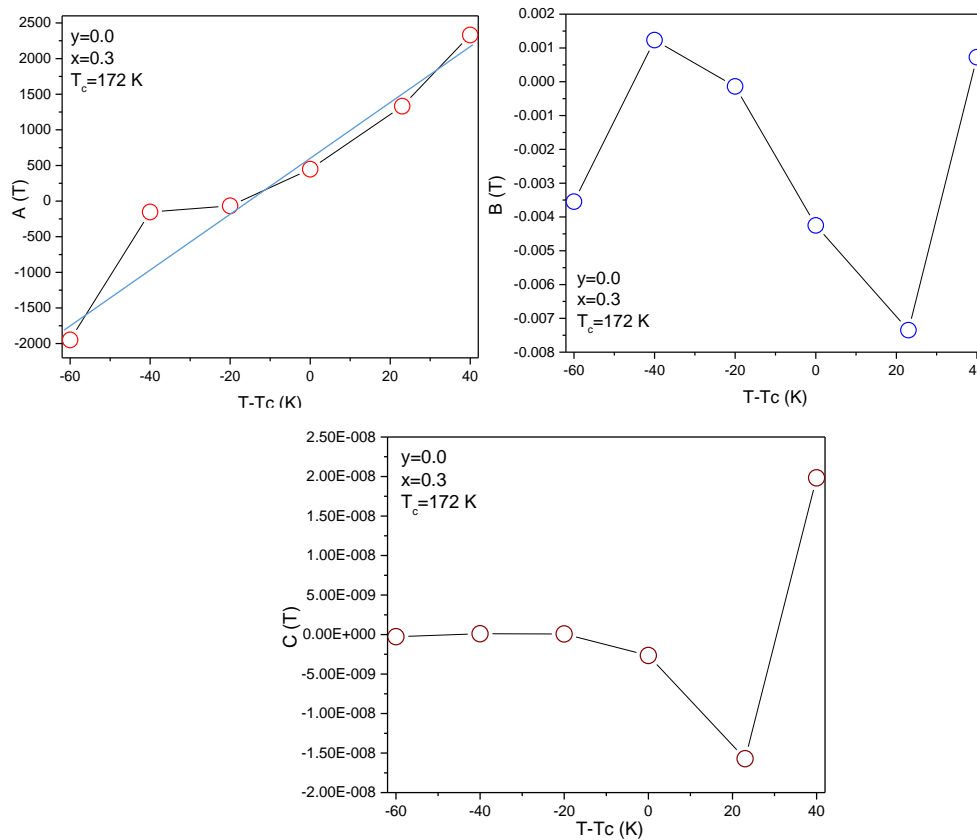 2500
2000
1500
1000
500
0
-500
-1000
-1500
-2000
A (T)
y=0.0
x=0.3
Tc=172 K
-60 -40 -20 0 20 40
T-Tc (K)
0.002
0.001
0.000
-0.001
-0.002
-0.003
-0.004
-0.005
-0.006
-0.007
-0.008
B (T)
y=0.0
x=0.3
Tc=172 K
-60 -40 -20 0 20
T-Tc (K)
2.50E-008
2.00E-008
1.50E-008
1.00E-008
5.00E-009
0.00E+000
-5.00E-009
-1.00E-008
-1.50E-008
-2.00E-008
C (T)
y=0.0
x=0.3
Tc=172 K
-60 -40 -20 0 20 40
T-Tc (K)